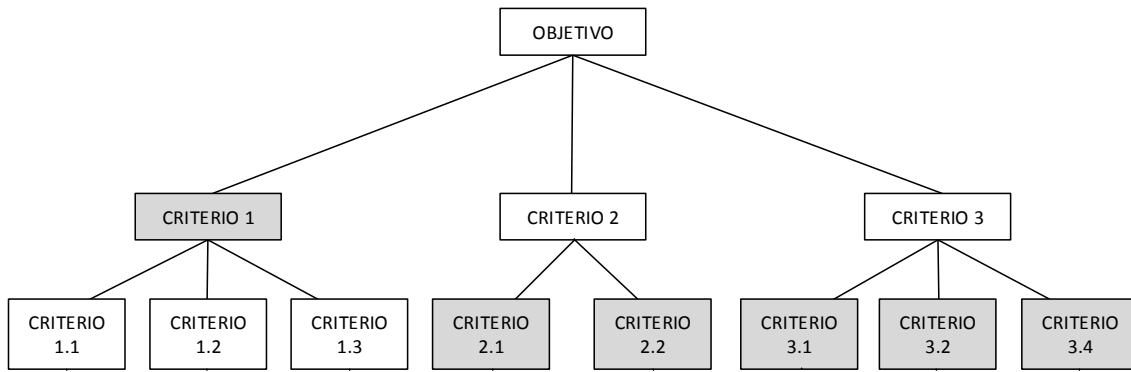 OBJETIVO
CRITERIO 1
CRITERIO 2
CRITERIO 3
CRITERIO
1.1
CRITERIO
1.2
CRITERIO
1.3
CRITERIO
2.1
CRITERIO
2.2
CRITERIO
3.1
CRITERIO
3.2
CRITERIO
3.4